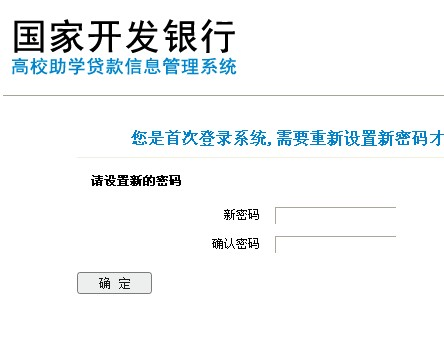 国家开发银行
高校助学贷款信息管理系统
您是首次登录系统,需要重新设置新密码才
请设置新的密码
新密码
确认密码
确 定